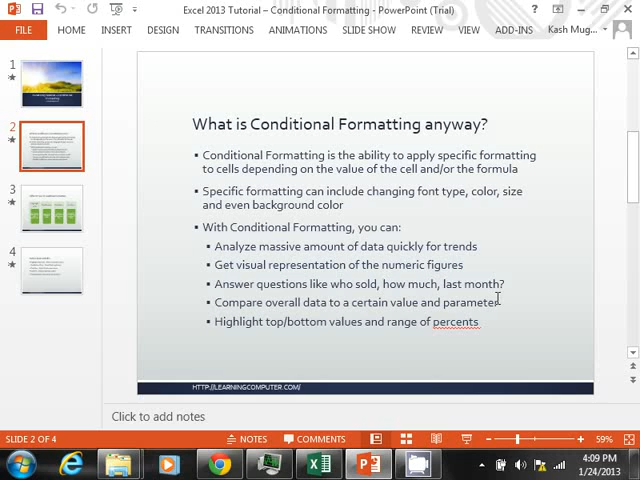 Excel 2013 Tutorial – Conditional Formatting - PowerPoint (Trial)
FILE HOME INSERT DESIGN TRANSITIONS ANIMATIONS SLIDE SHOW REVIEW VIEW ADD-INS Kash Mug...
1
2
3
4
What is Conditional Formatting anyway?
▪ Conditional Formatting is the ability to apply specific formatting
to cells depending on the value of the cell and/or the formula
▪ Specific formatting can include changing font type, color, size
and even background color
▪ With Conditional Formatting, you can:
▪ Analyze massive amount of data quickly for trends
▪ Get visual representation of the numeric figures
▪ Answer questions like who sold, how much, last month?
▪ Compare overall data to a certain value and parameter
▪ Highlight top/bottom values and range of percents
HTTP://LEARNINGCOMPUTER.COM/
Click to add notes
SLIDE 2 OF 4 NOTES COMMENTS 59%
4:09 PM
1/24/2013